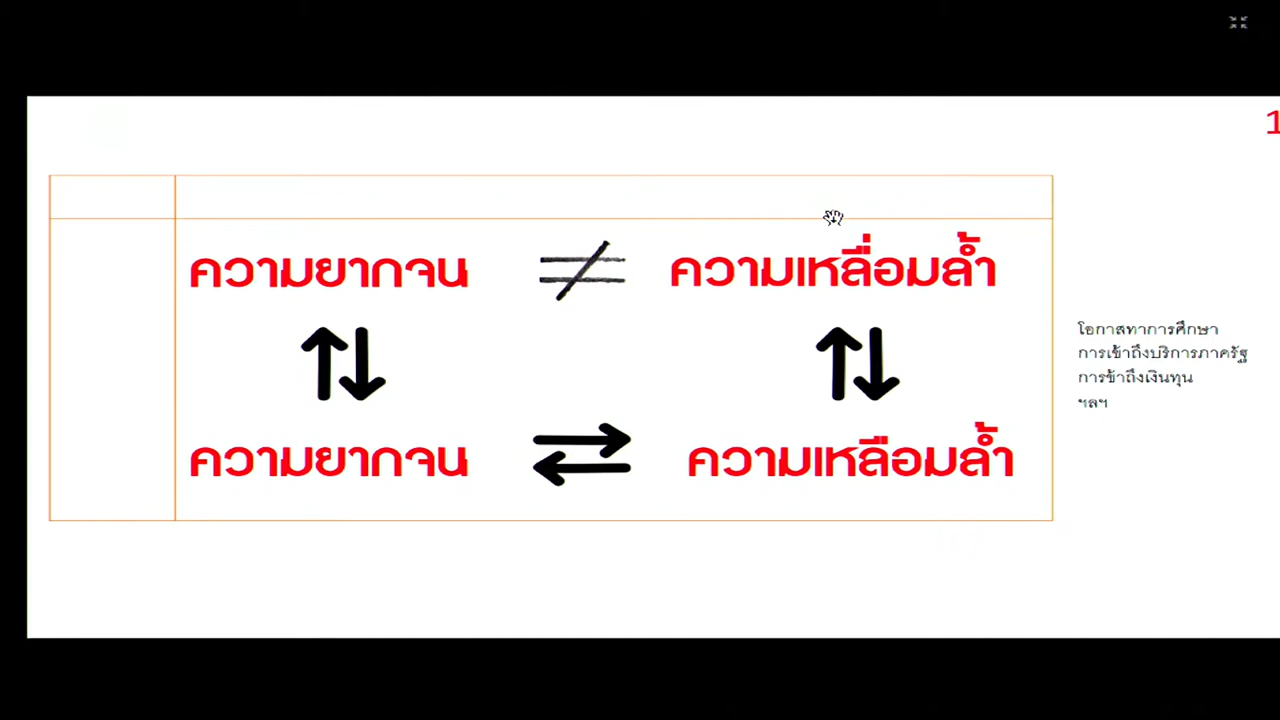 1
ความยากจน ≠ ความเหลื่อมล้ำ
โอกาสทาการศึกษา
การเข้าถึงบริการภาครัฐ
การข้าถึงเงินทุน
ฯลฯ
ความยากจน ⇄ ความเหลือมล้ำ